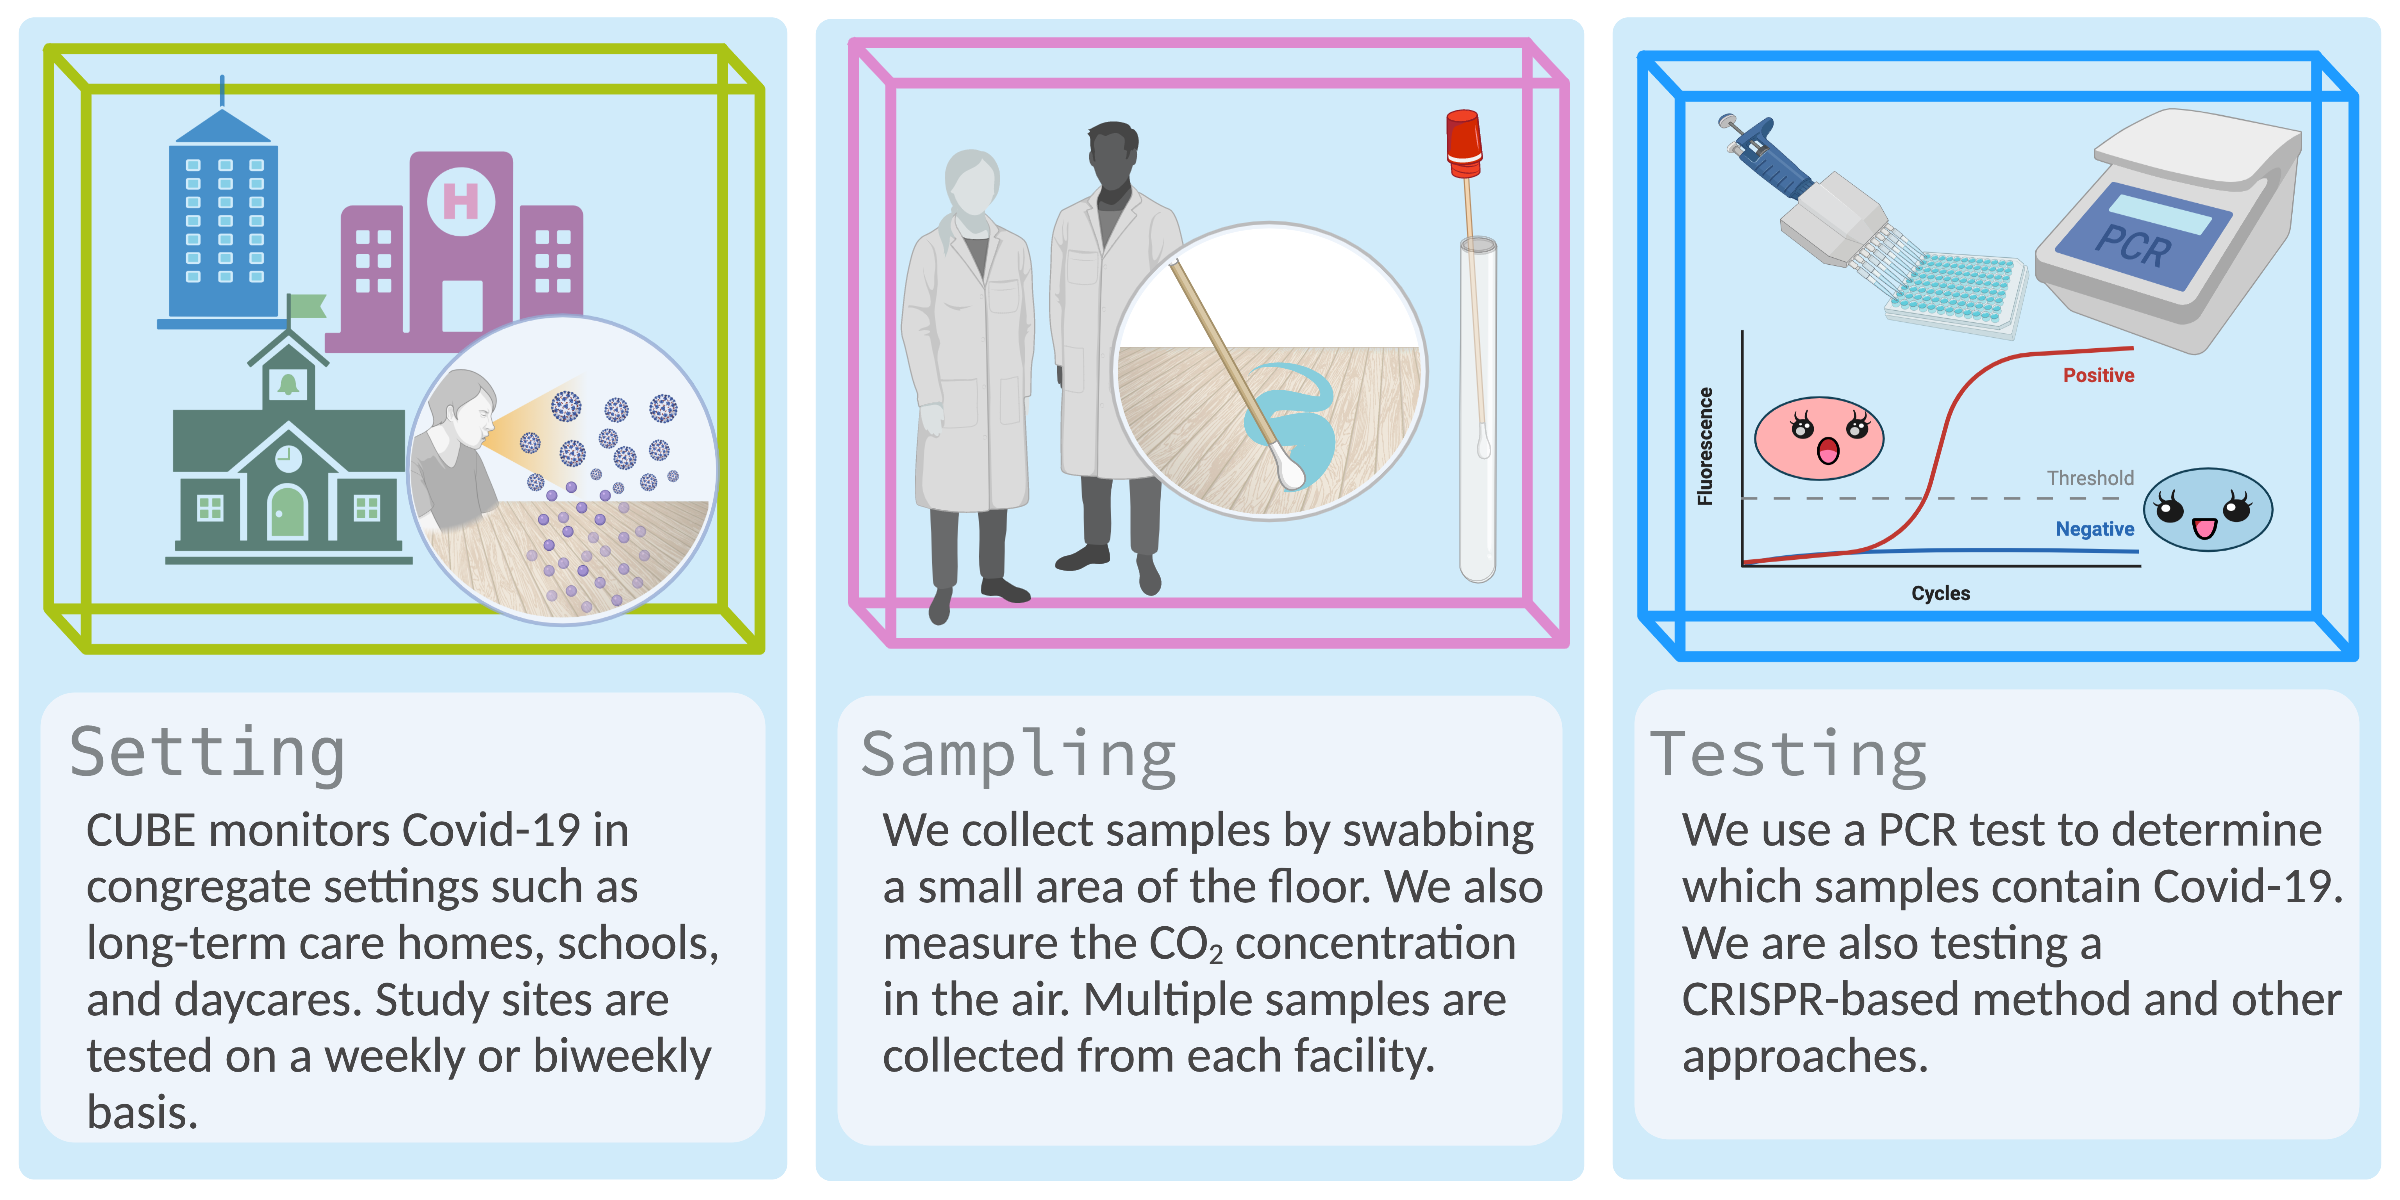 H
Setting
CUBE monitors Covid-19 in
congregate settings such as
long-term care homes, schools,
and daycares. Study sites are
tested on a weekly or biweekly
basis.
Sampling
We collect samples by swabbing
a small area of the floor. We also
measure the CO₂ concentration
in the air. Multiple samples are
collected from each facility.
PCR
Positive
Fluorescence
Threshold
Negative
Cycles
Testing
We use a PCR test to determine
which samples contain Covid-19.
We are also testing a
CRISPR-based method and other
approaches.